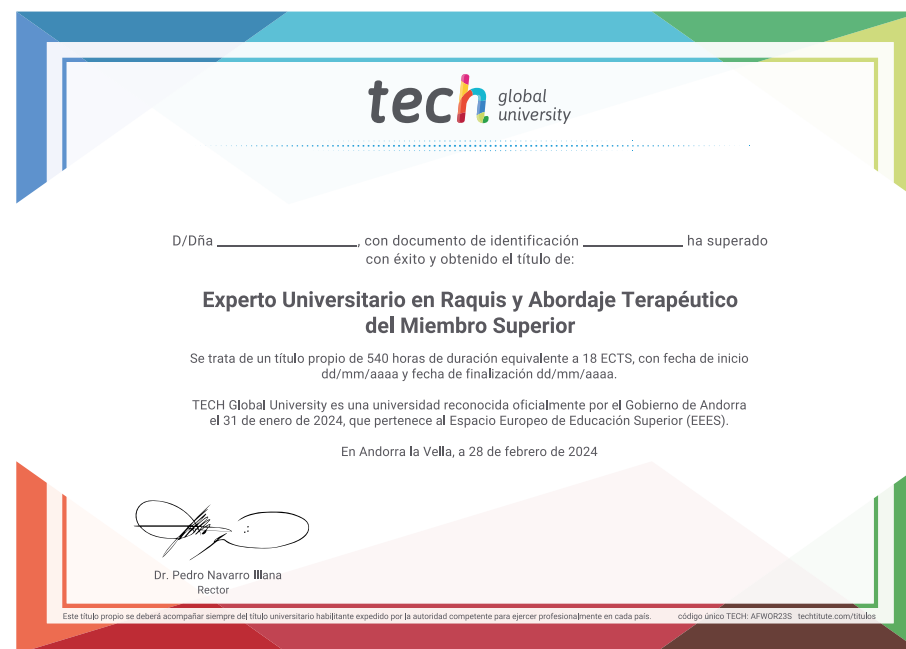 tech global university
D/Dña ____________________, con documento de identificación ______________ ha superado
con éxito y obtenido el título de:
Experto Universitario en Raquis y Abordaje Terapéutico
del Miembro Superior
Se trata de un título propio de 540 horas de duración equivalente a 18 ECTS, con fecha de inicio
dd/mm/aaaa y fecha de finalización dd/mm/aaaa.
TECH Global University es una universidad reconocida oficialmente por el Gobierno de Andorra
el 31 de enero de 2024, que pertenece al Espacio Europeo de Educación Superior (EEES).
En Andorra la Vella, a 28 de febrero de 2024
Dr. Pedro Navarro Illana
Rector
Este título propio se deberá acompañar siempre del título universitario habilitante expedido por la autoridad competente para ejercer profesionalmente en cada país. código único TECH: AFWOR23S techtitute.com/titulos